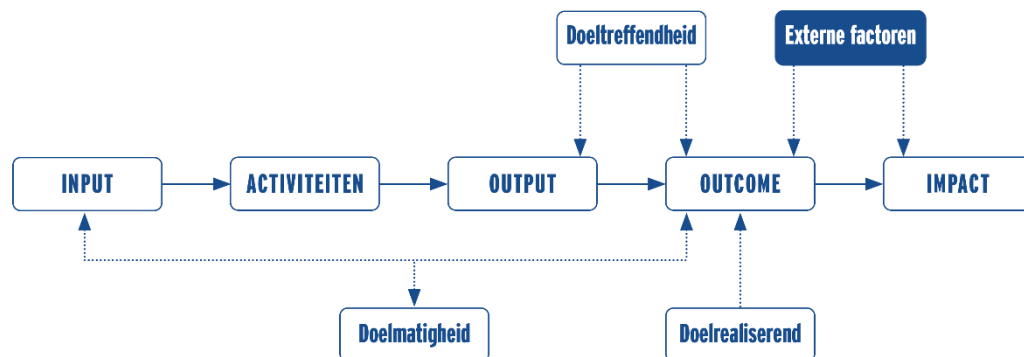 Doeltreffendheid
Externe factoren
INPUT
ACTIVITEITEN
OUTPUT
OUTCOME
IMPACT
Doelmatigheid
Doelrealiserend